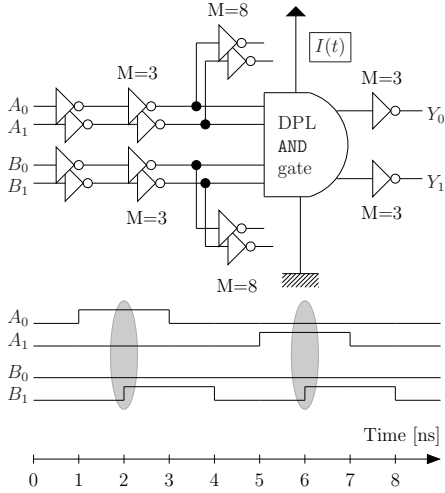 M=8
I(t)
M=3
M=3
A₀
A₁
DPL
AND
gate
Y₀
B₀
B₁
Y₁
M=3
M=3
M=8
A₀
A₁
B₀
B₁
Time [ns]
0 1 2 3 4 5 6 7 8